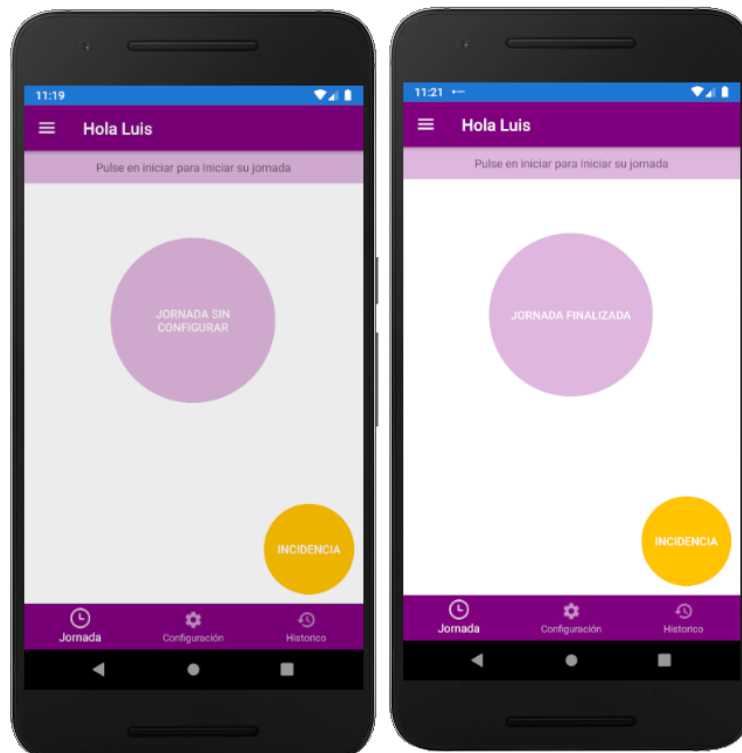 11:19
Hola Luis
Pulse en iniciar para Iniciar su jornada
JORNADA SIN
CONFIGURAR
INCIDENCIA
Jornada
Configuración
Historico
11:21
Hola Luis
Pulse en iniciar para Iniciar su jornada
JORNADA FINALIZADA
INCIDENCIA
Jornada
Configuración
Historico